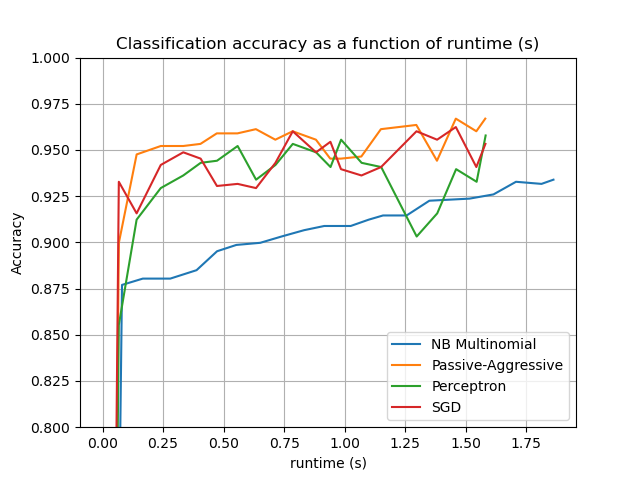 Classification accuracy as a function of runtime (s)
1.000
0.975
0.950
0.925
0.900
0.875
0.850
0.825
0.800
Accuracy
NB Multinomial
Passive-Aggressive
Perceptron
SGD
0.00 0.25 0.50 0.75 1.00 1.25 1.50 1.75
runtime (s)